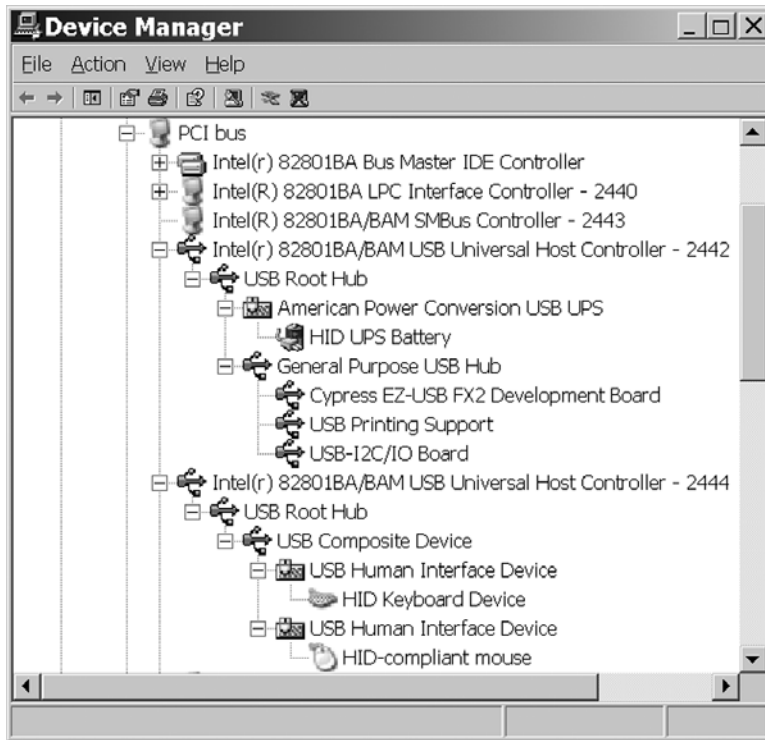 Device Manager
File Action View Help
PCI bus
Intel(r) 82801BA Bus Master IDE Controller
Intel(R) 82801BA LPC Interface Controller - 2440
Intel(R) 82801BA/BAM SMBus Controller - 2443
Intel(r) 82801BA/BAM USB Universal Host Controller - 2442
USB Root Hub
American Power Conversion USB UPS
HID UPS Battery
General Purpose USB Hub
Cypress EZ-USB FX2 Development Board
USB Printing Support
USB-I2C/IO Board
Intel(r) 82801BA/BAM USB Universal Host Controller - 2444
USB Root Hub
USB Composite Device
USB Human Interface Device
HID Keyboard Device
USB Human Interface Device
HID-compliant mouse